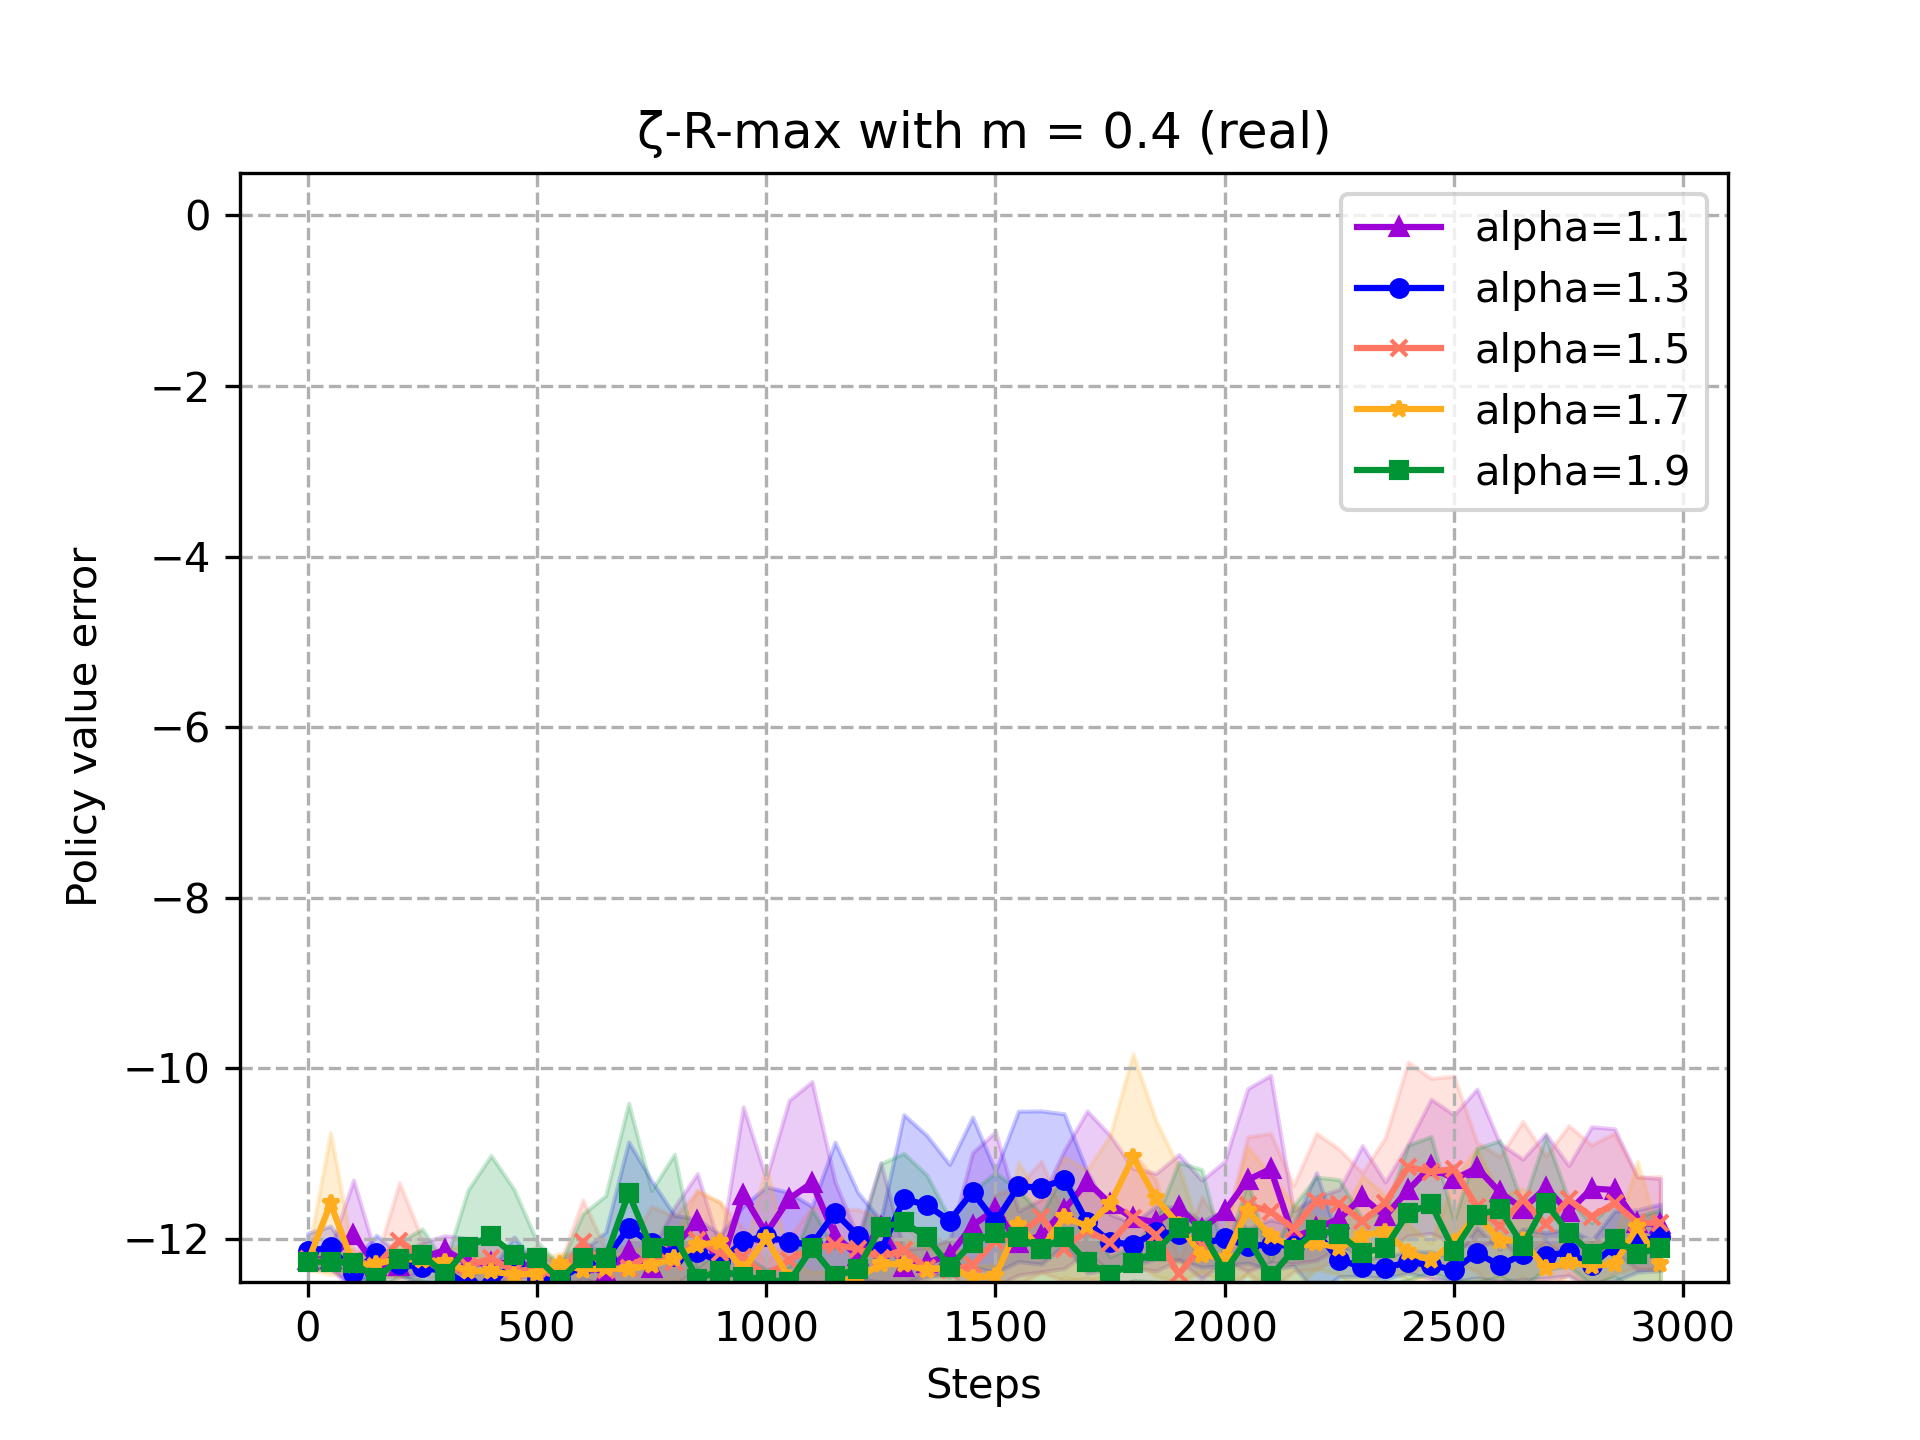 ζ-R-max with m = 0.4 (real)
0
−2
−4
−6
−8
−10
−12
Policy value error
alpha=1.1
alpha=1.3
alpha=1.5
alpha=1.7
alpha=1.9
0 500 1000 1500 2000 2500 3000
Steps